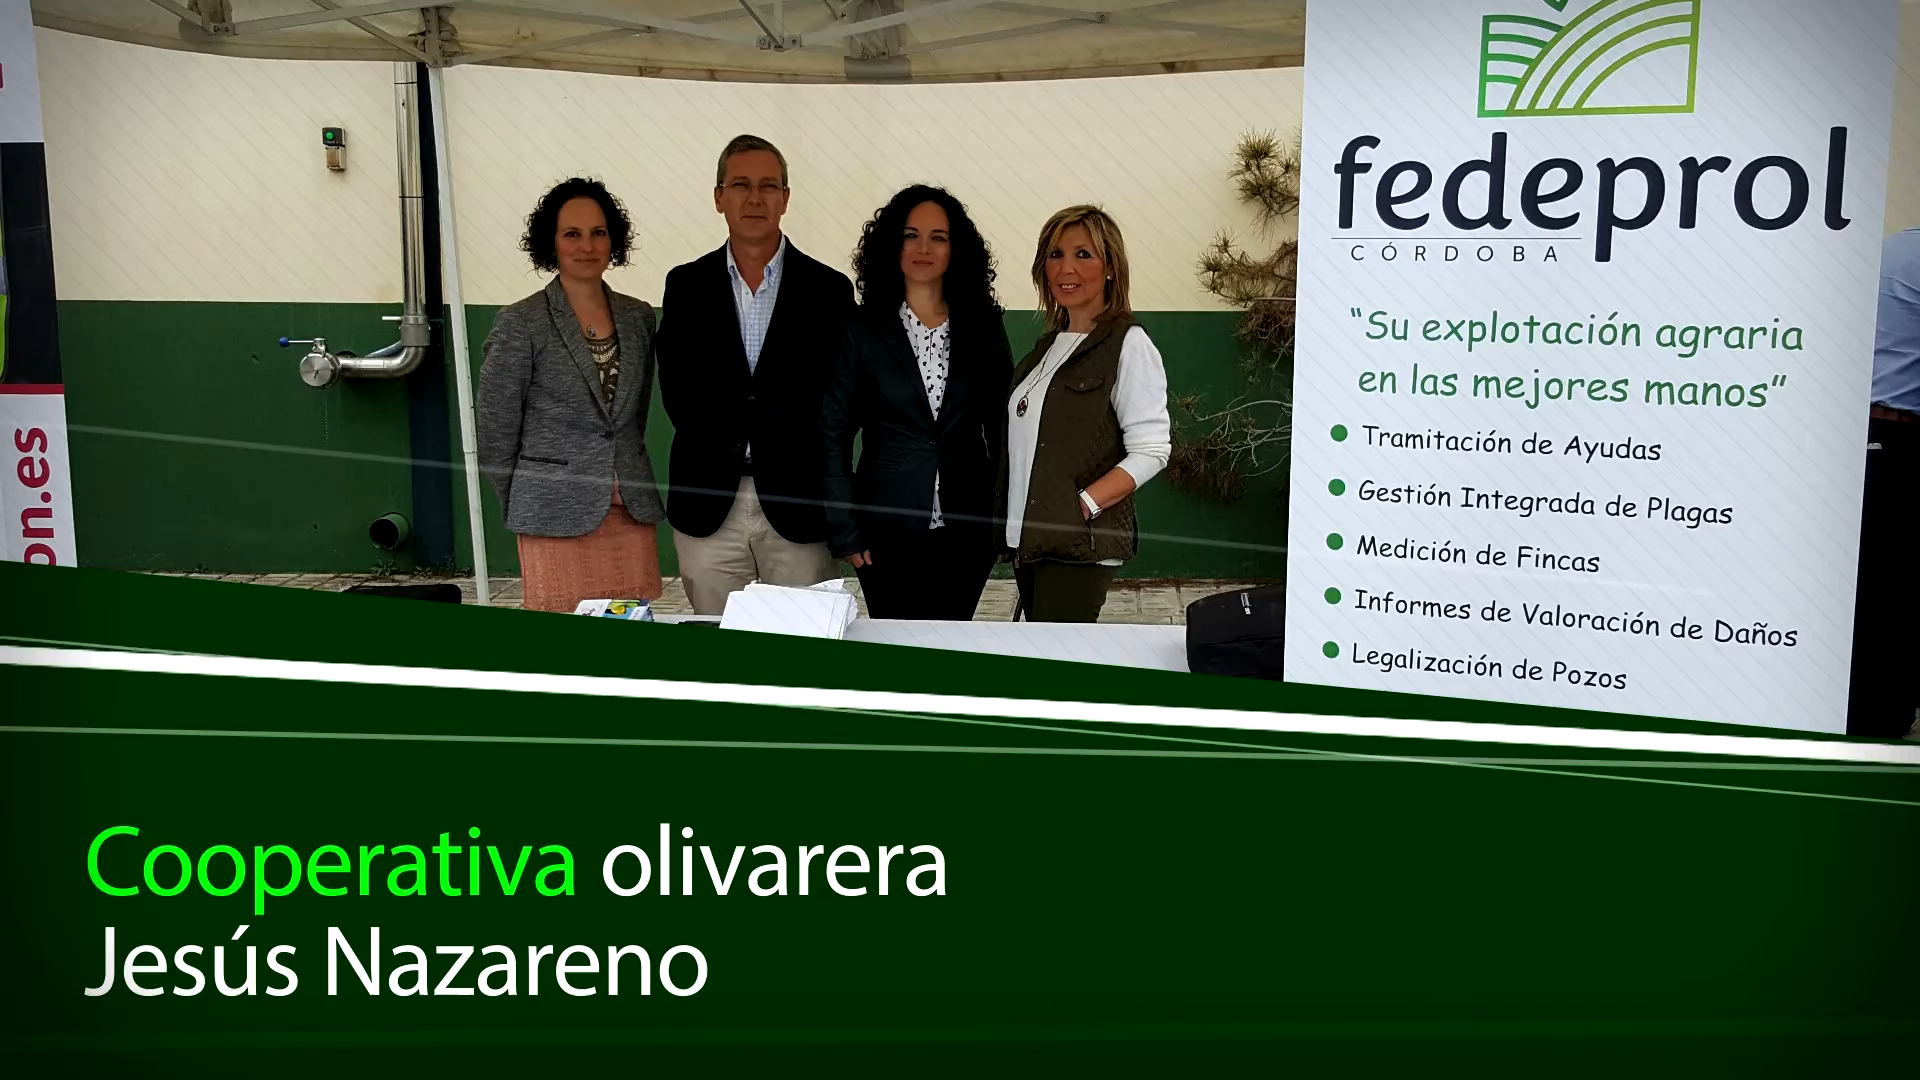 fedeprol
CÓRDOBA
"Su explotación agraria
en las mejores manos"
Tramitación de Ayudas
Gestión Integrada de Plagas
Medición de Fincas
Informes de Valoración de Daños
Legalización de Pozos
on.es
Cooperativa olivarera
Jesús Nazareno